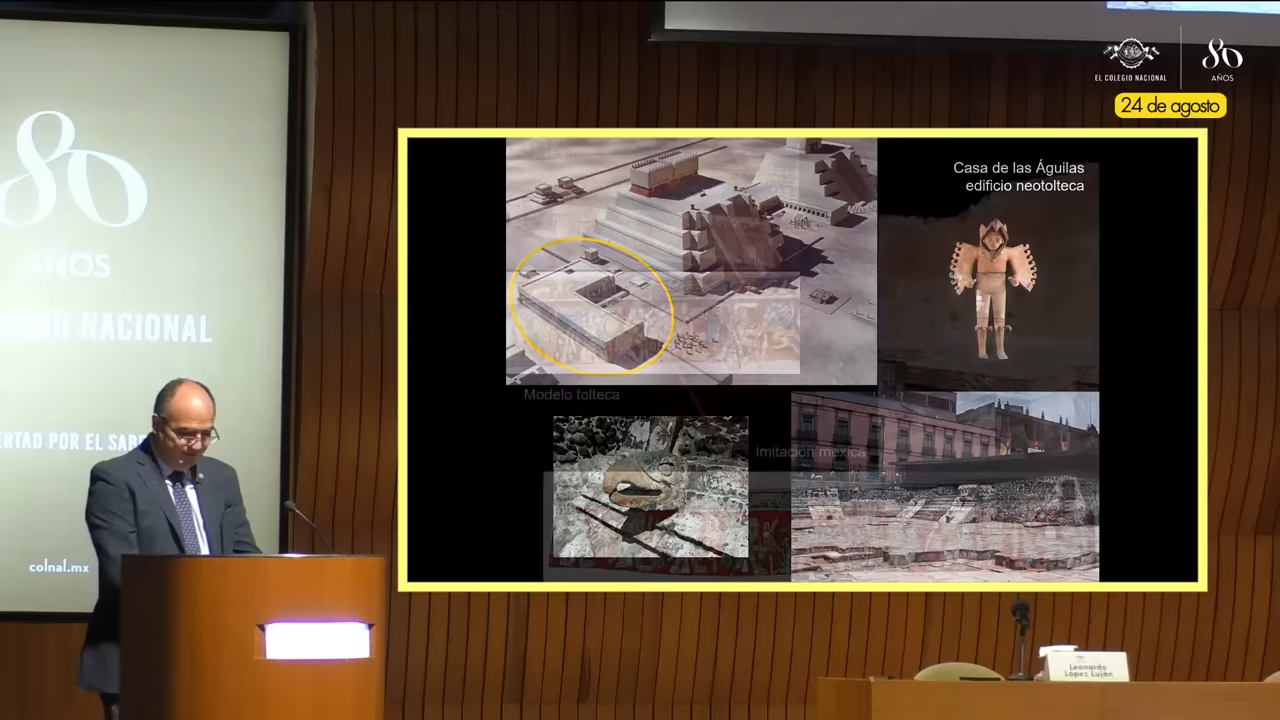 80
AÑOS
NACIONAL
ERTAD POR EL
colnal.mx
EL COLEGIO NACIONAL
80
AÑOS
24 de agosto
Casa de las Águilas
edificio neotolteca
Modelo tolteca
Imitación mexica
Leonardo
López Luján